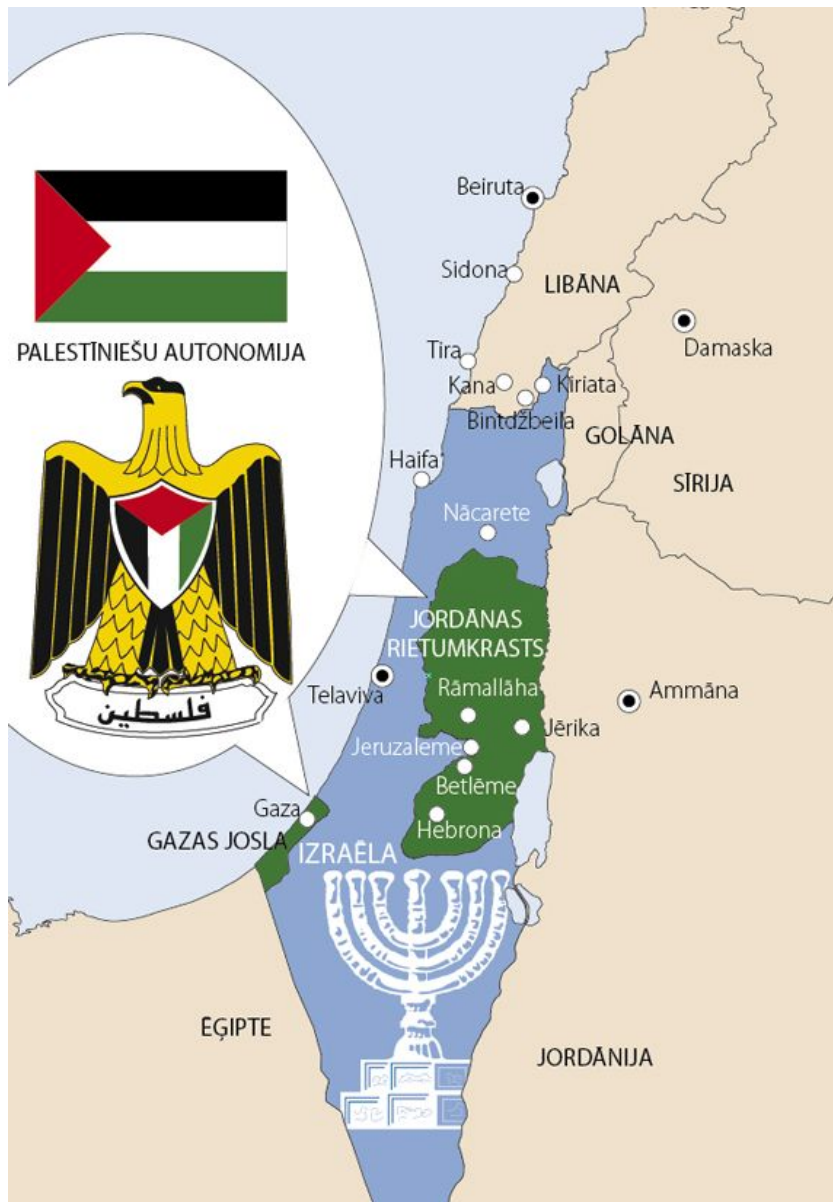 Beiruta
Sidona
LIBĀNA
Damaska
PALESTĪNIEŠU AUTONOMIJA
Tira
Kana
Kiriata
Bintdžbeila
GOLĀNA
Haifa
SĪRIJA
Nācarete
JORDĀNAS
RIETUMKRASTS
Telaviva
Rāmallāha
Ammāna
فلسطين
Jērika
Jeruzaleme
Betlēme
Gaza
Hebrona
GAZAS JOSLA
IZRAĒLA
ĒĢIPTE
JORDĀNIJA